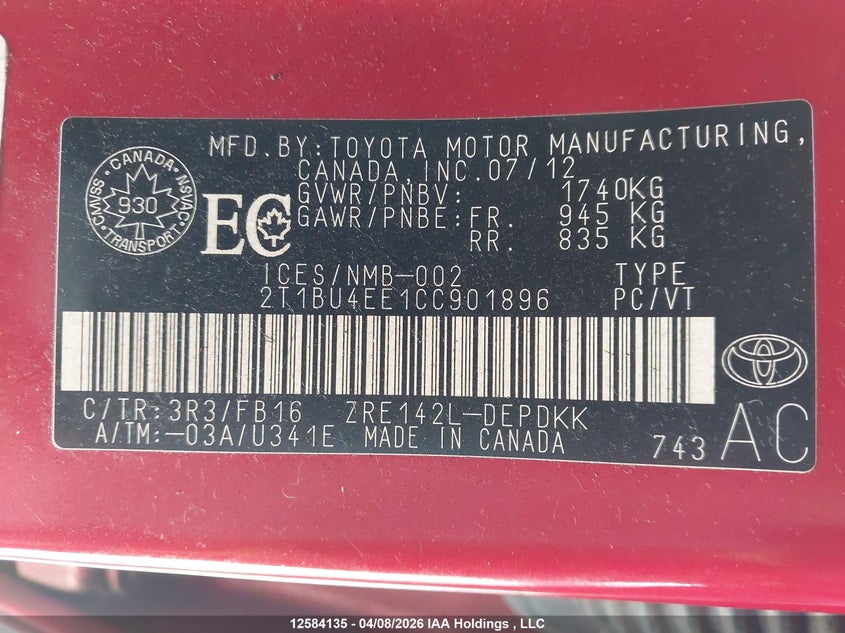 MFD.BY:TOYOTA MOTOR MANUFACTURING,
CANADA,INC.07/12
GVWR/PNBV: 1740KG
GAWR/PNBE:FR. 945 KG
RR. 835 KG
CANADA
CMVSS 930 NSVAC
TRANSPORT
EC
ICES/NMB-002 TYPE
2T1BU4EE1CC901896 PC/VT
C/TR:3R3/FB16 ZRE142L-DEPDKK
A/TM:-03A/U341E MADE IN CANADA 743 AC
12584135 - 04/08/2026 IAA Holdings , LLC